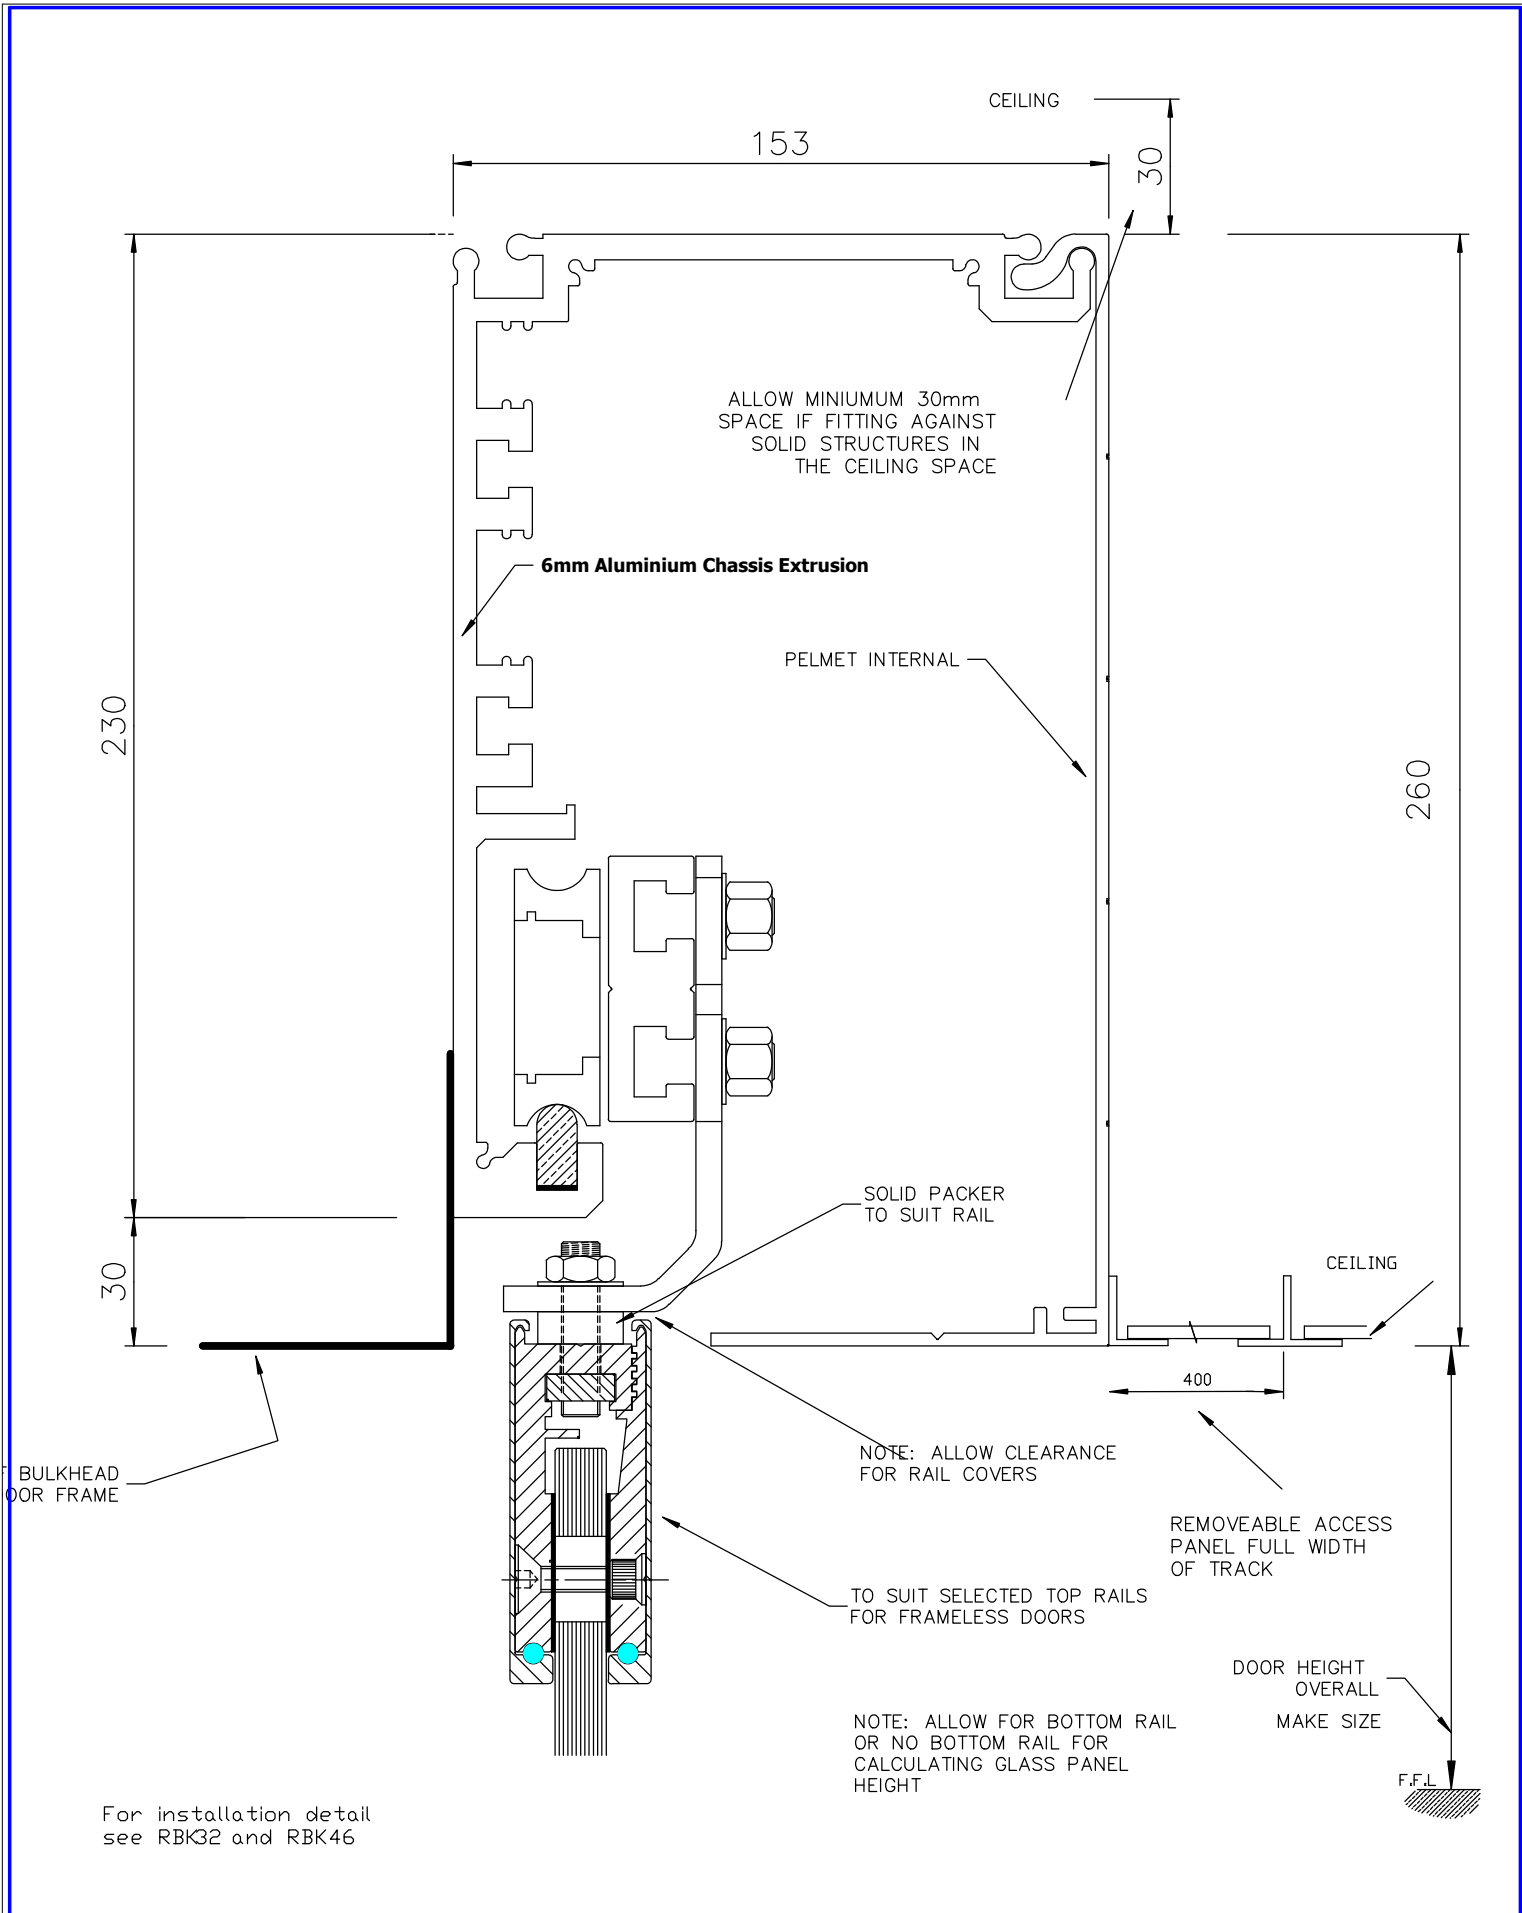 CEILING
153
30
ALLOW MINIUMUM 30mm
SPACE IF FITTING AGAINST
SOLID STRUCTURES IN
THE CEILING SPACE
6mm Aluminium Chassis Extrusion
PELMET INTERNAL
230
260
SOLID PACKER
TO SUIT RAIL
30
CEILING
400
NOTE: ALLOW CLEARANCE
FOR RAIL COVERS
BULKHEAD
FRAME
REMOVEABLE ACCESS
PANEL FULL WIDTH
OF TRACK
TO SUIT SELECTED TOP RAILS
FOR FRAMELESS DOORS
DOOR HEIGHT
OVERALL
MAKE SIZE
NOTE: ALLOW FOR BOTTOM RAIL
OR NO BOTTOM RAIL FOR
CALCULATING GLASS PANEL
HEIGHT
F.F.L
For installation detail
see RBK32 and RBK46